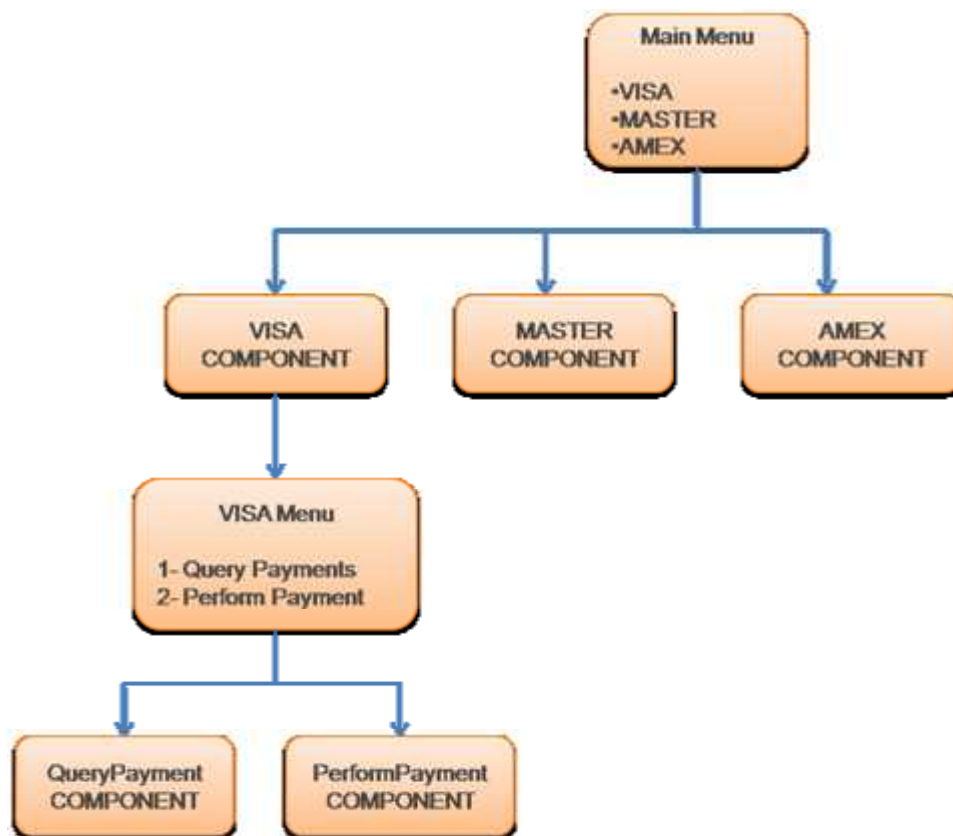 Main Menu
•VISA
•MASTER
•AMEX
VISA
COMPONENT
MASTER
COMPONENT
AMEX
COMPONENT
VISA Menu
1- Query Payments
2- Perform Payment
QueryPayment
COMPONENT
PerformPayment
COMPONENT